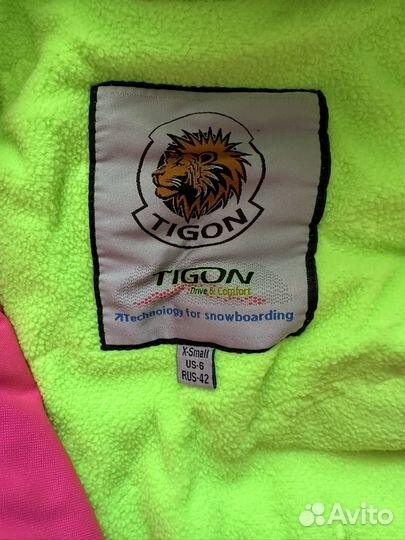 TIGON
TIGON
Drive & Comfort
Technology for snowboarding
X-Small
US-6
RUS-42
Avito